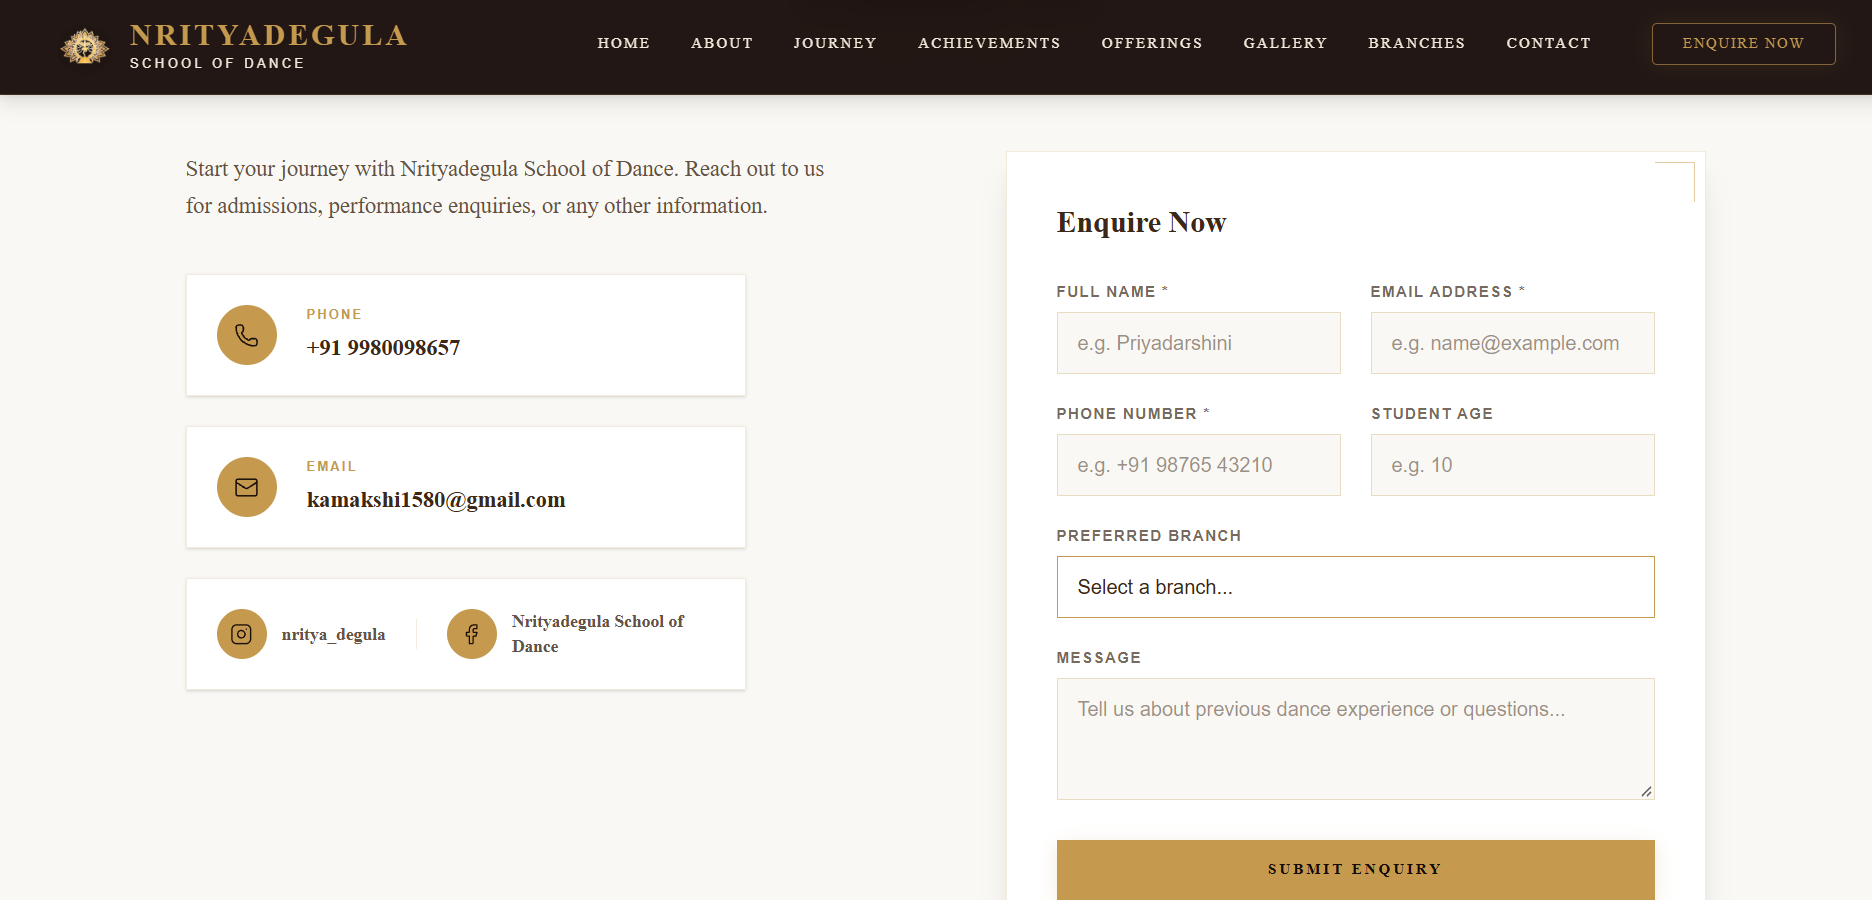 NRITYADEGULA
SCHOOL OF DANCE
HOME
ABOUT
JOURNEY
ACHIEVEMENTS
OFFERINGS
GALLERY
BRANCHES
CONTACT
ENQUIRE NOW
Start your journey with Nrityadegula School of Dance. Reach out to us
for admissions, performance enquiries, or any other information.
PHONE
+91 9980098657
EMAIL
kamakshi1580@gmail.com
nritya_degula
Nrityadegula School of
Dance
Enquire Now
FULL NAME *
e.g. Priyadarshini
EMAIL ADDRESS *
e.g. name@example.com
PHONE NUMBER *
e.g. +91 98765 43210
STUDENT AGE
e.g. 10
PREFERRED BRANCH
Select a branch...
MESSAGE
Tell us about previous dance experience or questions...
SUBMIT ENQUIRY